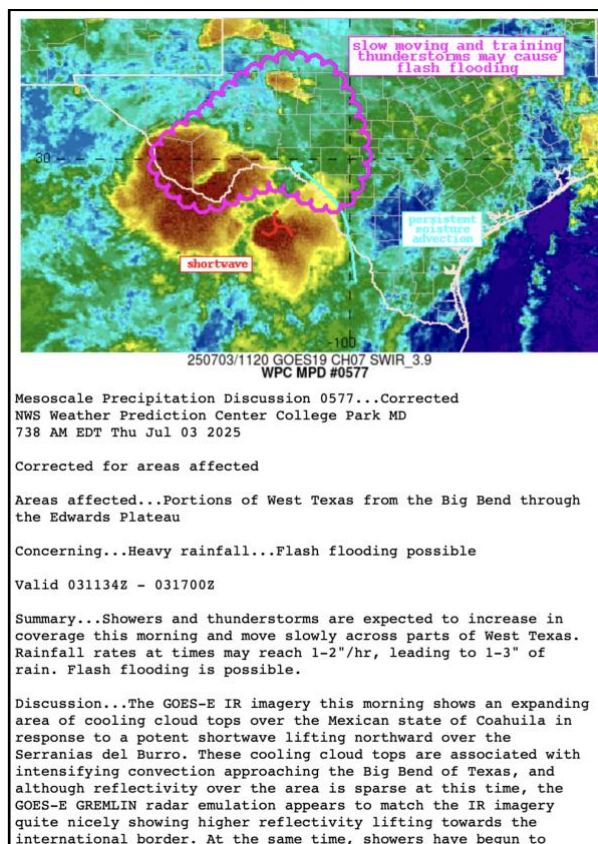 slow moving and training
thunderstorms may cause
flash flooding
30
persistent
moisture
advection
shortwave
-100
250703/1120 GOES19 CH07 SWIR_3.9
WPC MPD #0577
Mesoscale Precipitation Discussion 0577...Corrected
NWS Weather Prediction Center College Park MD
738 AM EDT Thu Jul 03 2025
Corrected for areas affected
Areas affected...Portions of West Texas from the Big Bend through
the Edwards Plateau
Concerning...Heavy rainfall...Flash flooding possible
Valid 031134Z - 031700Z
Summary...Showers and thunderstorms are expected to increase in
coverage this morning and move slowly across parts of West Texas.
Rainfall rates at times may reach 1-2"/hr, leading to 1-3" of
rain. Flash flooding is possible.
Discussion...The GOES-E IR imagery this morning shows an expanding
area of cooling cloud tops over the Mexican state of Coahuila in
response to a potent shortwave lifting northward over the
Serranias del Burro. These cooling cloud tops are associated with
intensifying convection approaching the Big Bend of Texas, and
although reflectivity over the area is sparse at this time, the
GOES-E GREMLIN radar emulation appears to match the IR imagery
quite nicely showing higher reflectivity lifting towards the
international border. At the same time, showers have begun to